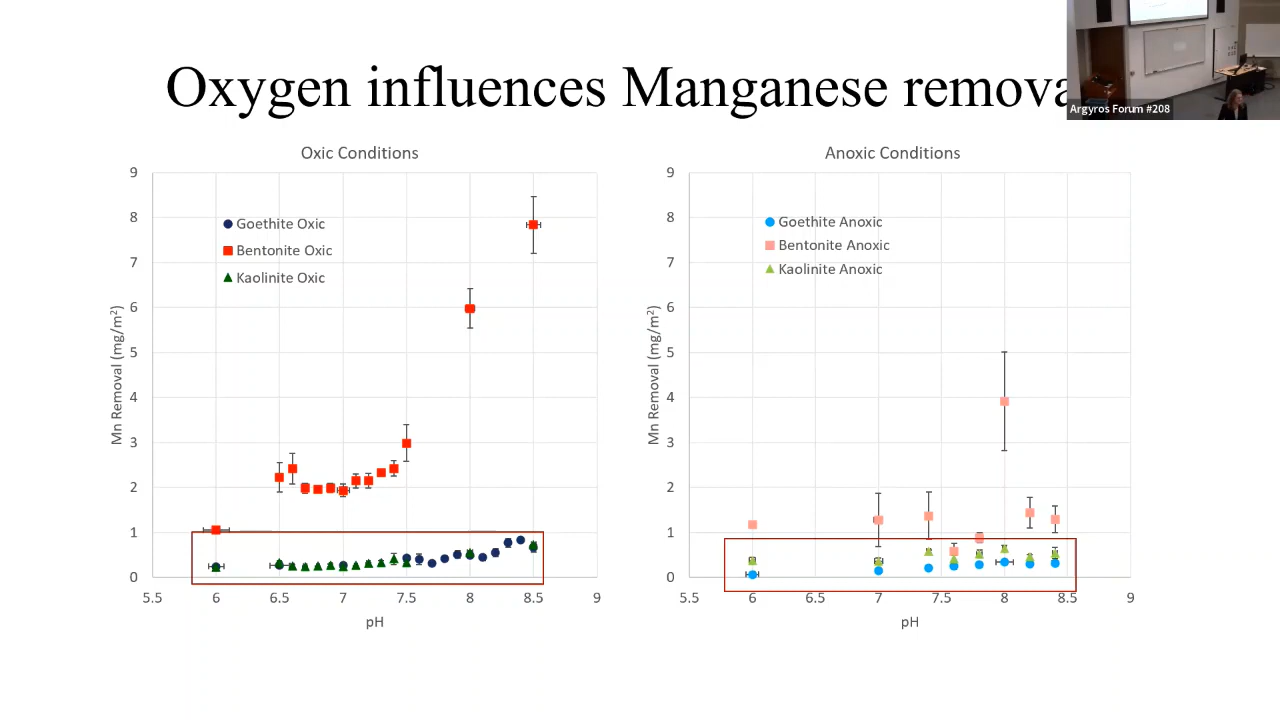 Oxygen influences Manganese remova
Argyros Forum #208
Oxic Conditions
9
8
7
6
5
4
3
2
1
0
Mn Removal (mg/m²)
Goethite Oxic
Bentonite Oxic
Kaolinite Oxic
5.5 6 6.5 7 7.5 8 8.5 9
pH
Anoxic Conditions
9
8
7
6
5
4
3
2
1
0
Mn Removal (mg/m²)
Goethite Anoxic
Bentonite Anoxic
Kaolinite Anoxic
5.5 6 6.5 7 7.5 8 8.5 9
pH